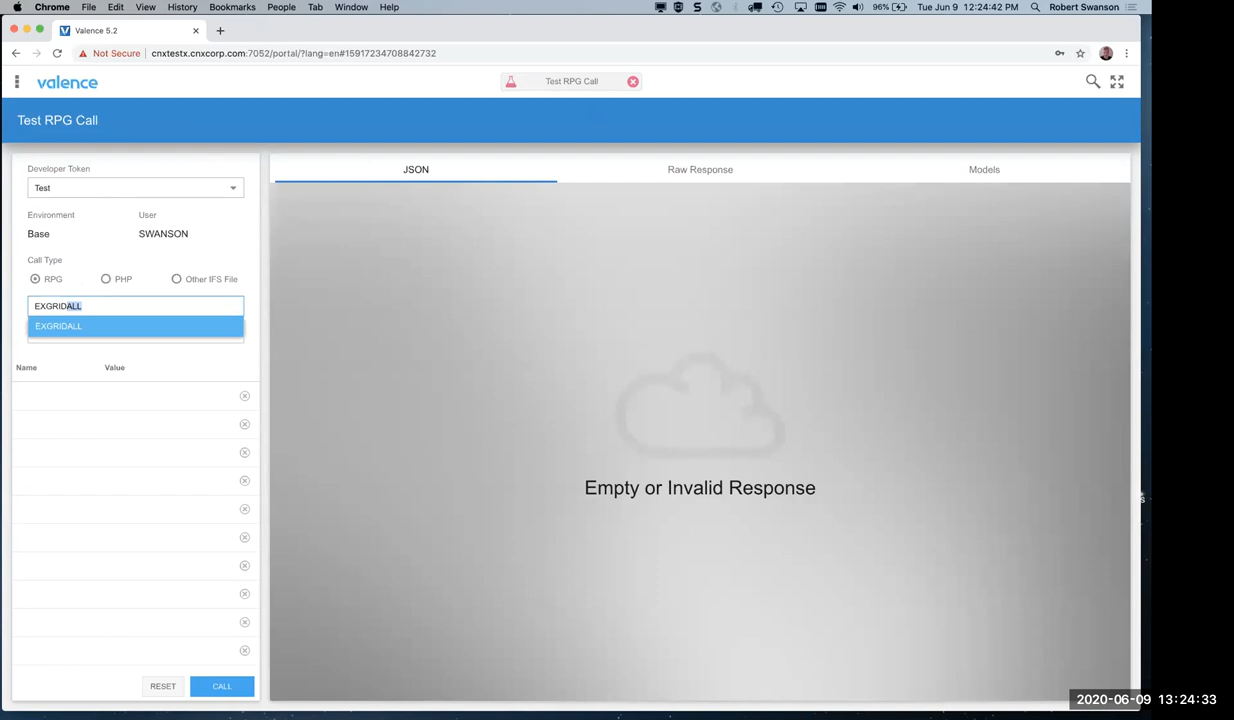 Chrome File Edit View History Bookmarks People Tab Window Help
96% Tue Jun 9 12:24:42 PM Robert Swanson
Valence 5.2
Not Secure cnxtestx.cnxcorp.com:7052/portal/?lang=en#15917234708842732
valence
Test RPG Call
Test RPG Call
Developer Token
Test
Environment User
Base SWANSON
Call Type
RPG PHP Other IFS File
EXGRIDALL
EXGRIDALL
Name Value
RESET CALL
JSON Raw Response Models
Empty or Invalid Response
2020-06-09 13:24:33